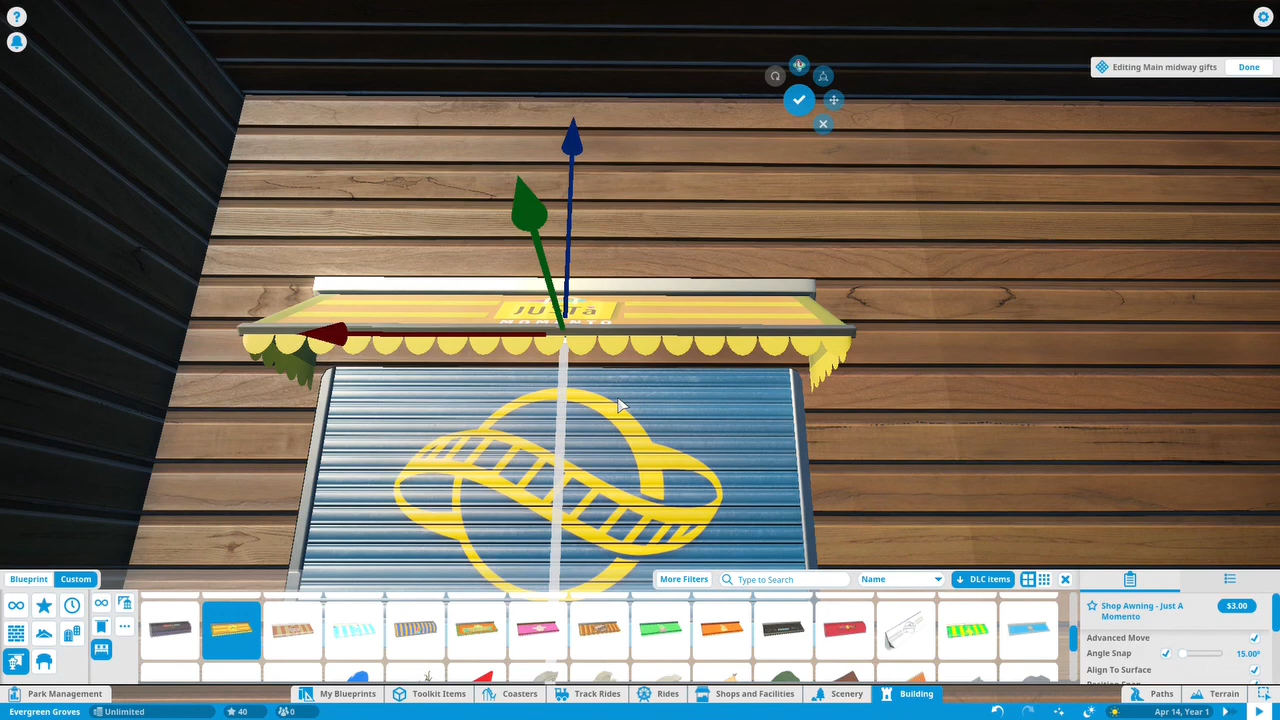 Editing Main midway gifts Done
JUSTa
MOMENTO
Blueprint Custom More Filters Type to Search Name DLC items
Shop Awning - Just A Momento $3.00
Advanced Move
Angle Snap 15.00°
Align To Surface
Park Management My Blueprints Toolkit Items Coasters Track Rides Rides Shops and Facilities Scenery Building Paths Terrain
Evergreen Groves Unlimited 40 0 Apr 14, Year 1